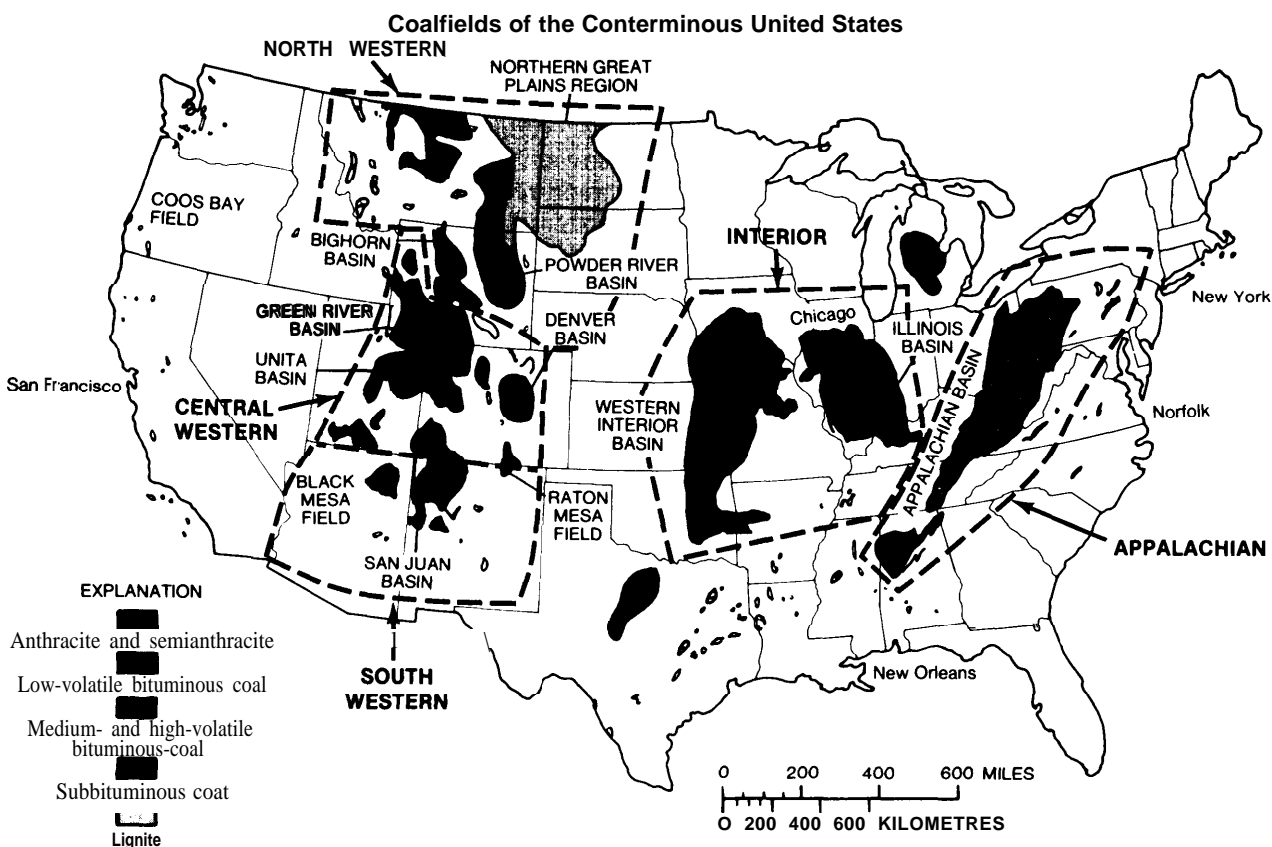 Coalfields of the Conterminous United States
NORTH WESTERN
NORTHERN GREAT
PLAINS REGION
COOS BAY
FIELD
BIGHORN
BASIN
INTERIOR
POWDER RIVER
BASIN
New York
GREEN RIVER
BASIN
DENVER
BASIN
Chicago
ILLINOIS
BASIN
UNITA
BASIN
San Francisco
CENTRAL
WESTERN
WESTERN
INTERIOR
BASIN
APPALACHIAN BASIN
Norfolk
BLACK
MESA
FIELD
RATON
MESA
FIELD
SAN JUAN
BASIN
APPALACHIAN
EXPLANATION
Anthracite and semianthracite
Low-volatile bituminous coal
Medium- and high-volatile
bituminous-coal
Subbituminous coat
Lignite
SOUTH
WESTERN
New Orleans
0 200 400 600 MILES
O 200 400 600 KILOMETRES